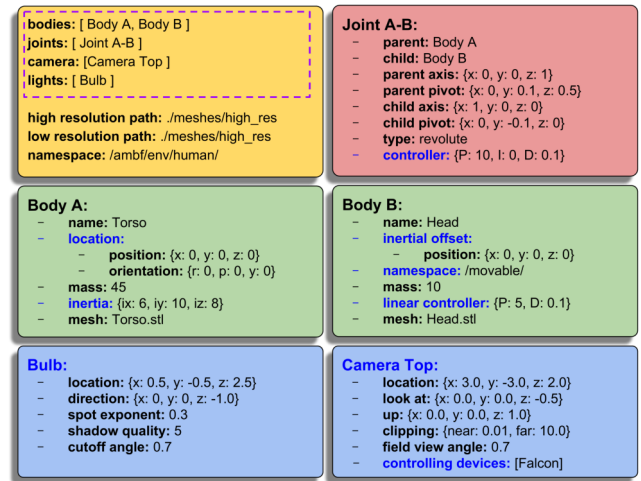 bodies: [ Body A, Body B ]
joints: [ Joint A-B ]
camera: [Camera Top ]
lights: [ Bulb ]
high resolution path: ./meshes/high_res
low resolution path: ./meshes/high_res
namespace: /ambf/env/human/
Joint A-B:
- parent: Body A
- child: Body B
- parent axis: {x: 0, y: 0, z: 1}
- parent pivot: {x: 0, y: 0.1, z: 0.5}
- child axis: {x: 1, y: 0, z: 0}
- child pivot: {x: 0, y: -0.1, z: 0}
- type: revolute
- controller: {P: 10, I: 0, D: 0.1}
Body A:
- name: Torso
- location:
- position: {x: 0, y: 0, z: 0}
- orientation: {r: 0, p: 0, y: 0}
- mass: 45
- inertia: {ix: 6, iy: 10, iz: 8}
- mesh: Torso.stl
Body B:
- name: Head
- inertial offset:
- position: {x: 0, y: 0, z: 0}
- namespace: /movable/
- mass: 10
- linear controller: {P: 5, D: 0.1}
- mesh: Head.stl
Bulb:
- location: {x: 0.5, y: -0.5, z: 2.5}
- direction: {x: 0, y: 0, z: -1.0}
- spot exponent: 0.3
- shadow quality: 5
- cutoff angle: 0.7
Camera Top:
- location: {x: 3.0, y: -3.0, z: 2.0}
- look at: {x: 0.0, y: 0.0, z: -0.5}
- up: {x: 0.0, y: 0.0, z: 1.0}
- clipping: {near: 0.01, far: 10.0}
- field view angle: 0.7
- controlling devices: [Falcon]